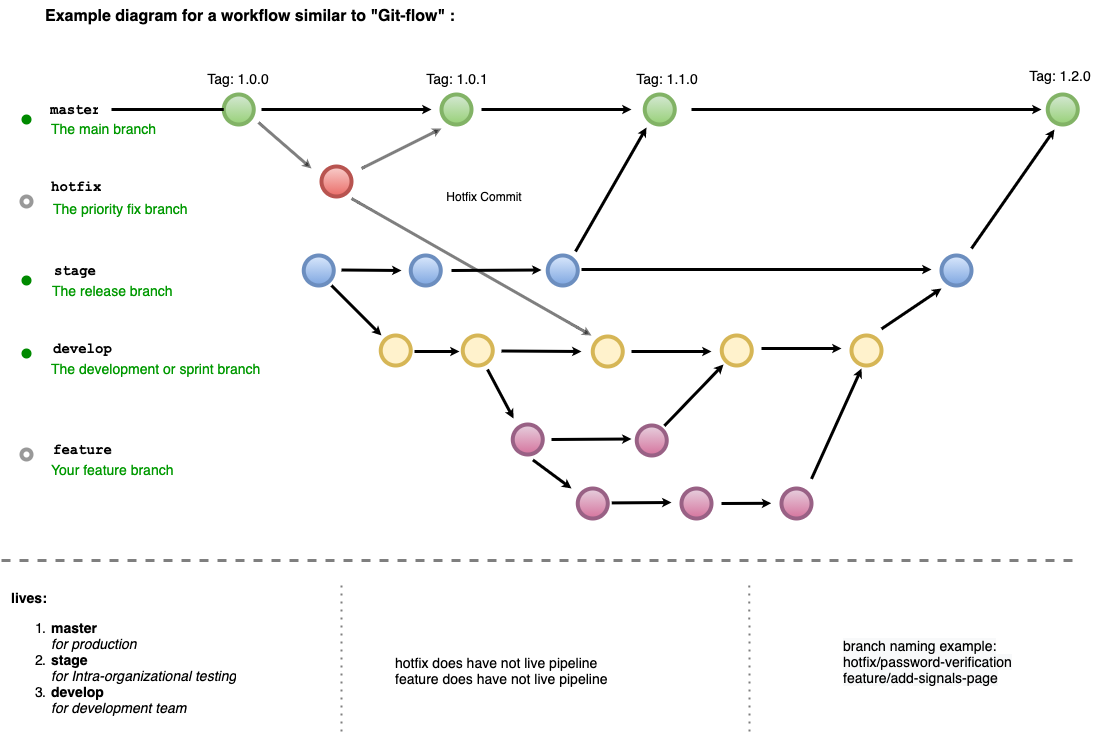 Example diagram for a workflow similar to "Git-flow" :
Tag: 1.0.0
Tag: 1.0.1
Tag: 1.1.0
Tag: 1.2.0
master
The main branch
hotfix
The priority fix branch
Hotfix Commit
stage
The release branch
develop
The development or sprint branch
feature
Your feature branch
lives:
1. master
for production
2. stage
for Intra-organizational testing
3. develop
for development team
hotfix does have not live pipeline
feature does have not live pipeline
branch naming example:
hotfix/password-verification
feature/add-signals-page